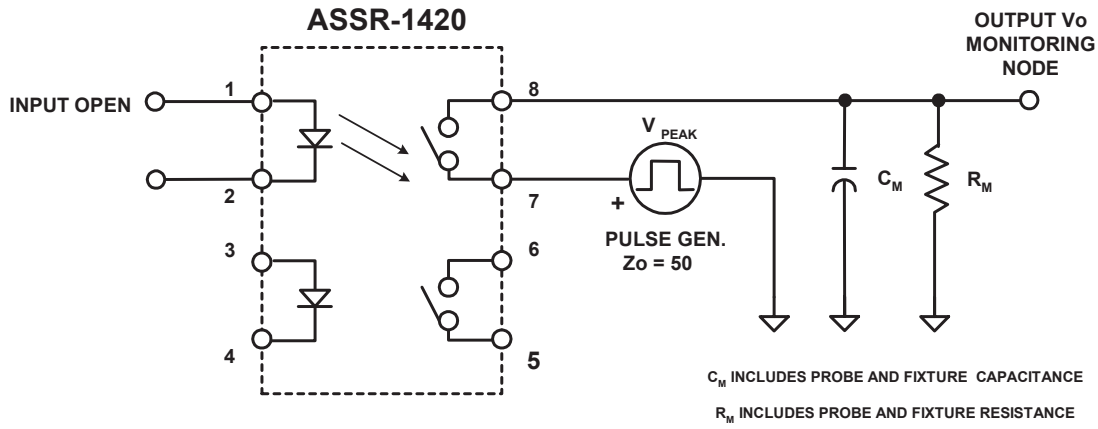 ASSR-1420
OUTPUT Vo
MONITORING
NODE
INPUT OPEN
1
8
V PEAK
2
7
+
C M
R M
PULSE GEN.
Zo = 50
3
6
4
5
C M INCLUDES PROBE AND FIXTURE CAPACITANCE
R M INCLUDES PROBE AND FIXTURE RESISTANCE